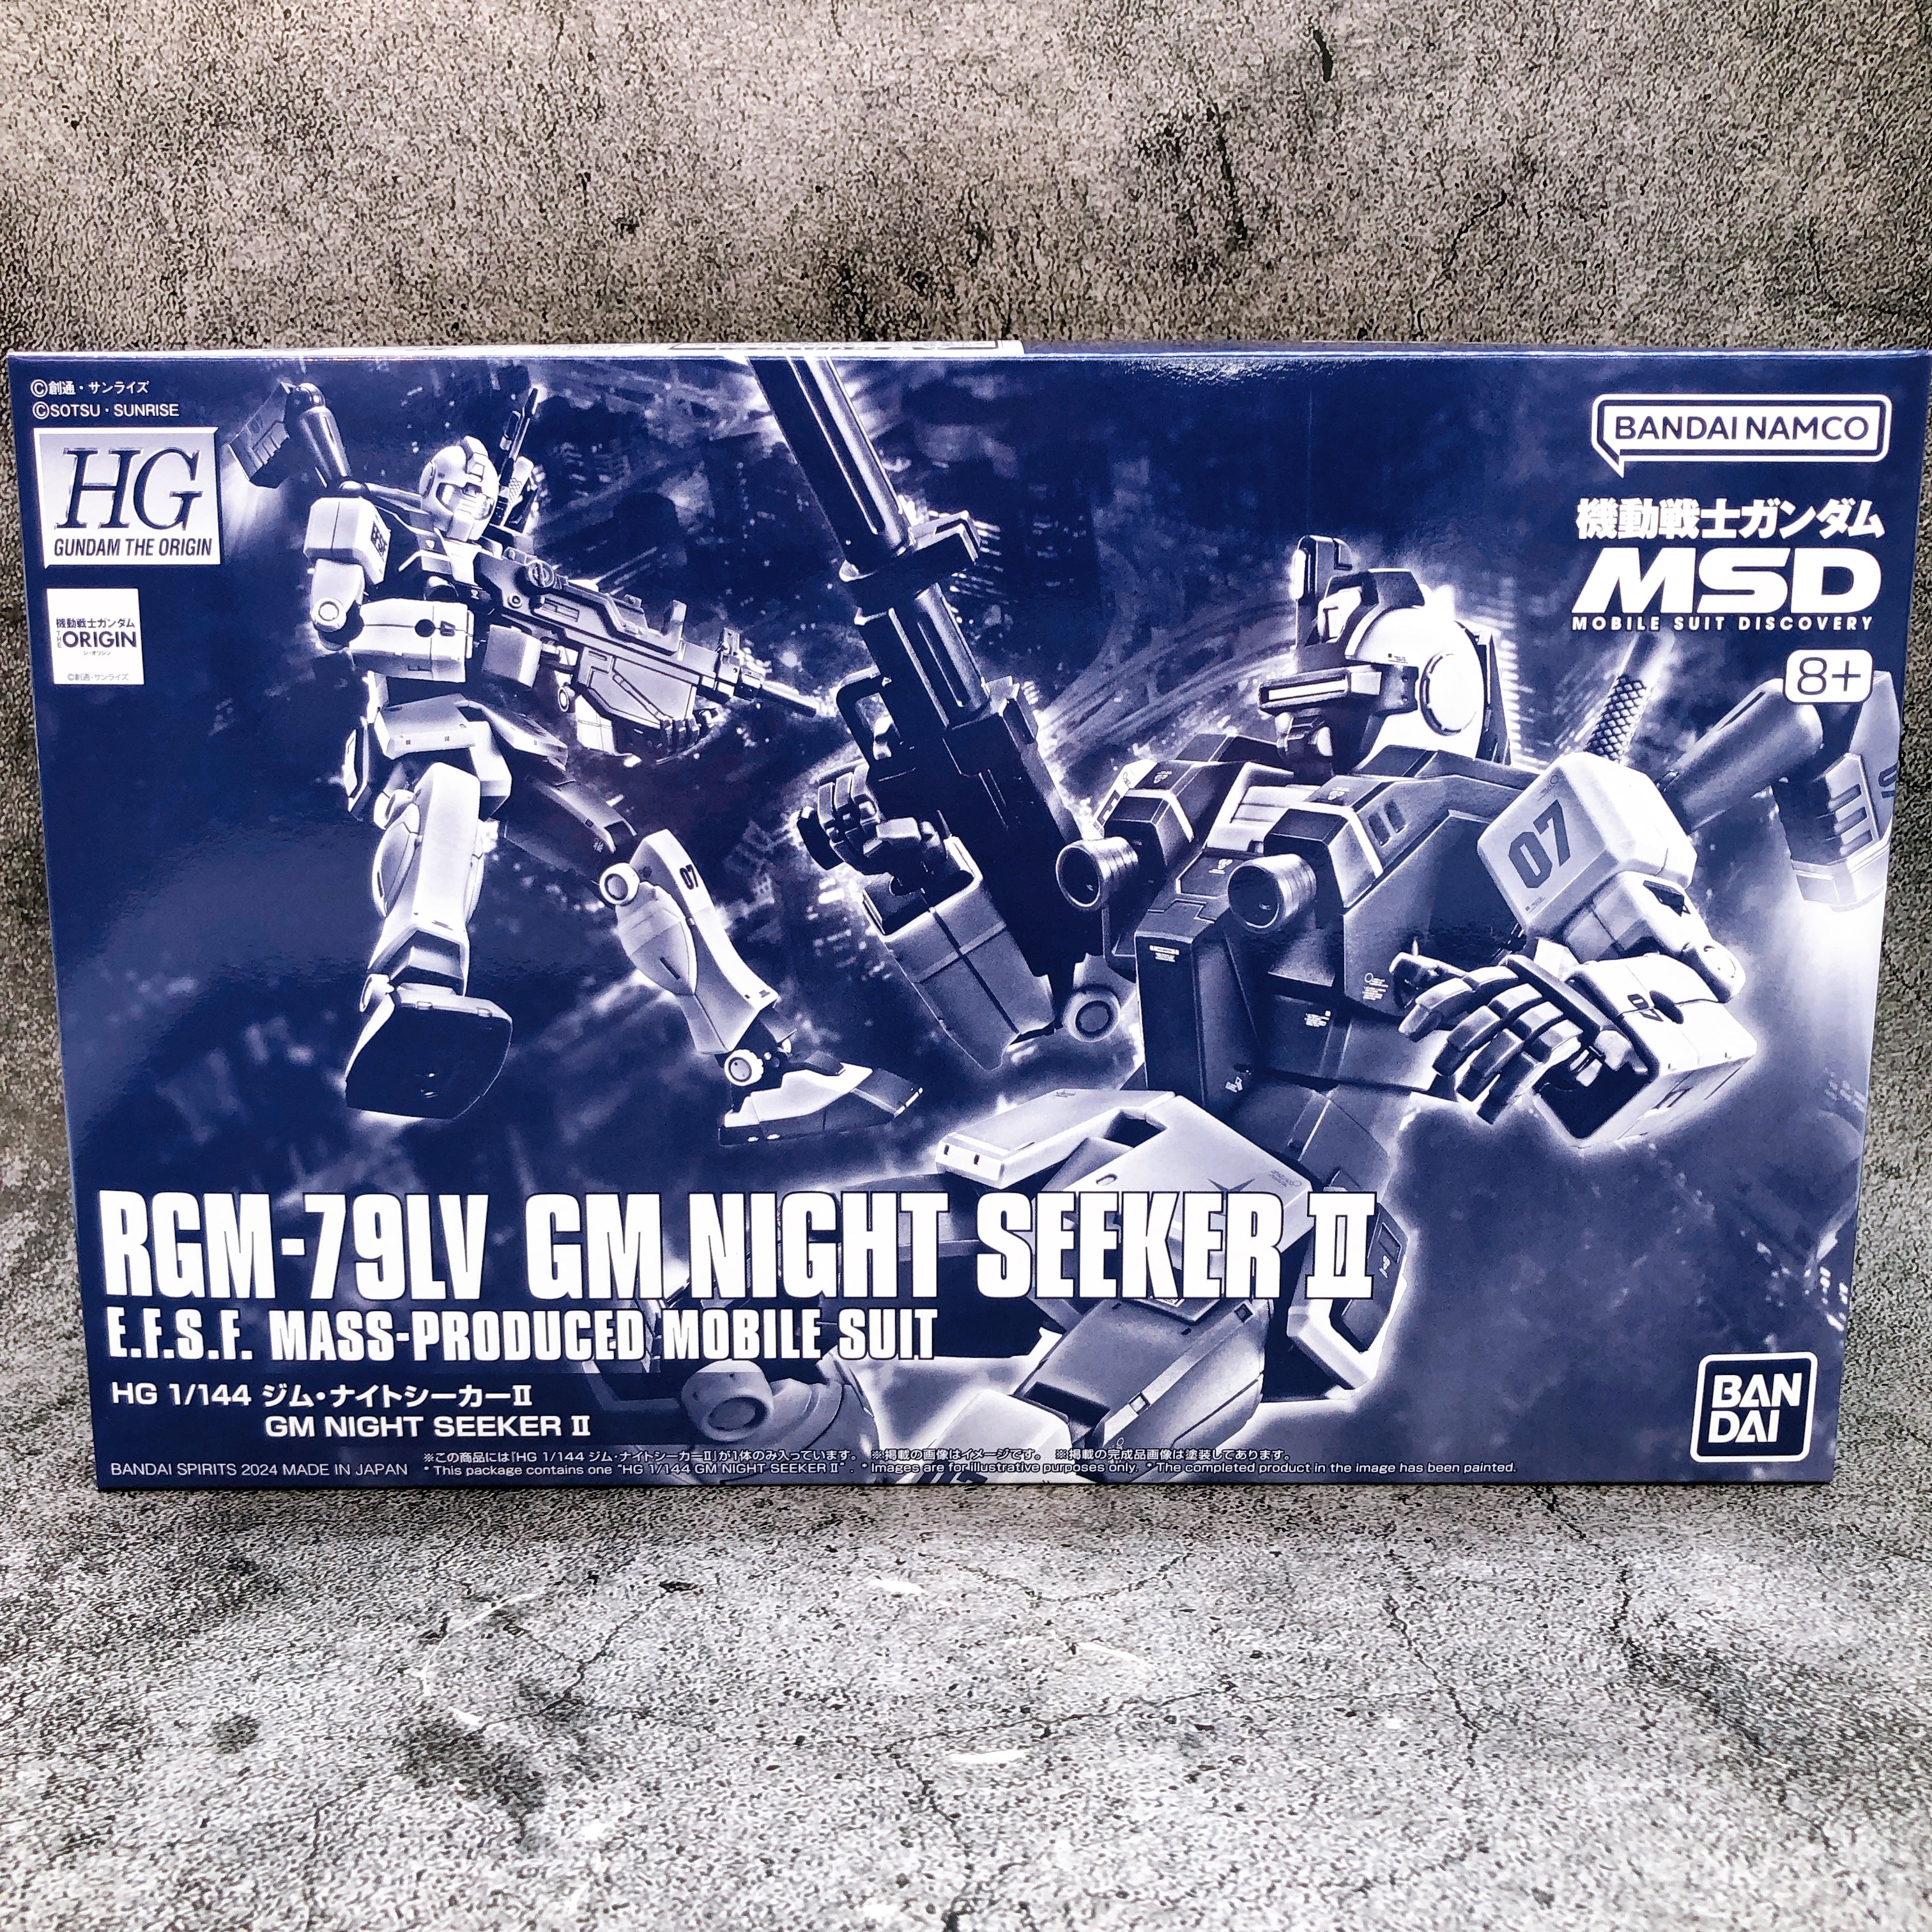 ©創通・サンライズ
©SOTSU・SUNRISE
HG
GUNDAM THE ORIGIN
機動戦士ガンダム
THE ORIGIN
ジ・オリジン
©創通・サンライズ
BANDAI NAMCO
機動戦士ガンダム
MSD
MOBILE SUIT DISCOVERY
8+
07
07
RGM-79LV GM NIGHT SEEKER II
E.F.S.F. MASS-PRODUCED MOBILE SUIT
HG 1/144 ジム・ナイトシーカーII
GM NIGHT SEEKER II
BAN
DAI
※この商品には「HG 1/144 ジム・ナイトシーカーII」が1体のみ入っています。 ※掲載の画像はイメージです。 ※掲載の完成品画像は塗装してあります。
BANDAI SPIRITS 2024 MADE IN JAPAN * This package contains one "HG 1/144 GM NIGHT SEEKER II". * Images are for illustrative purposes only. * The completed product in the image has been painted.